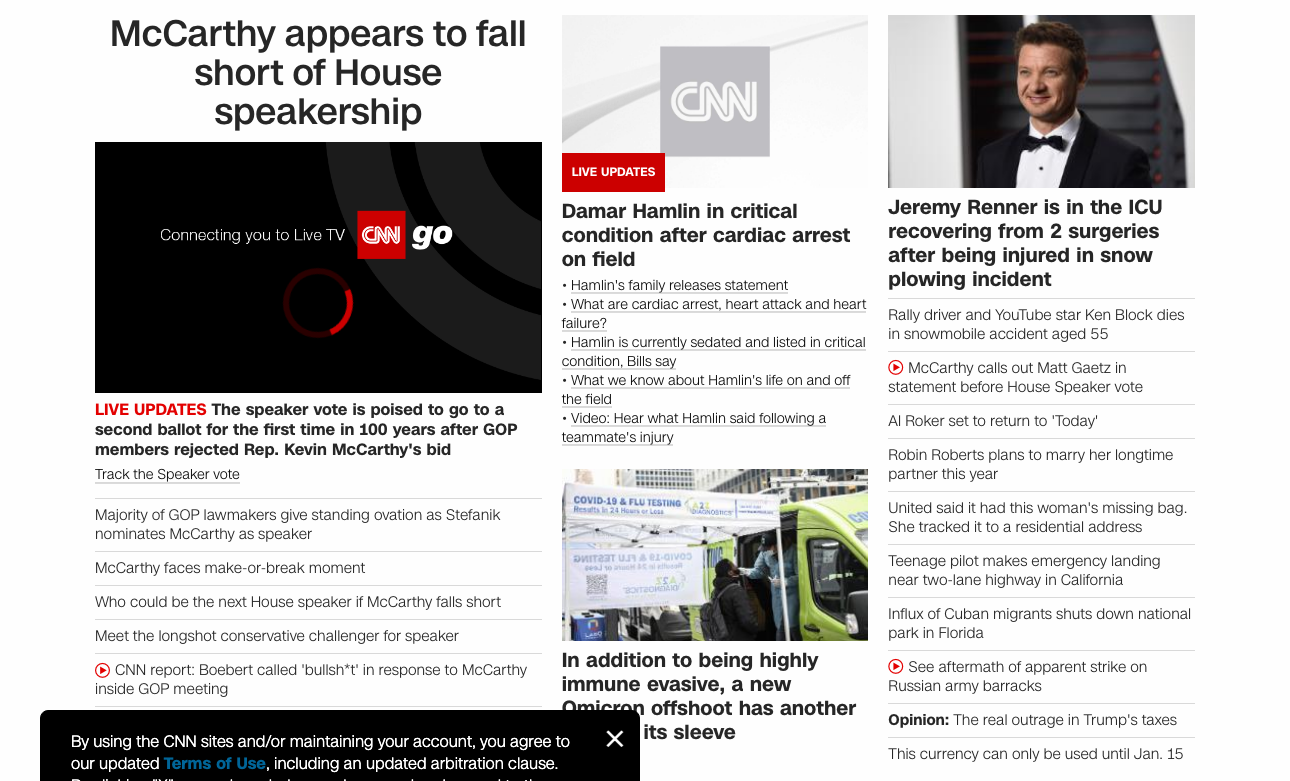 McCarthy appears to fall
short of House
speakership
Connecting you to Live TV CNN go
LIVE UPDATES The speaker vote is poised to go to a
second ballot for the first time in 100 years after GOP
members rejected Rep. Kevin McCarthy's bid
Track the Speaker vote
Majority of GOP lawmakers give standing ovation as Stefanik
nominates McCarthy as speaker
McCarthy faces make-or-break moment
Who could be the next House speaker if McCarthy falls short
Meet the longshot conservative challenger for speaker
CNN report: Boebert called 'bullsh*t' in response to McCarthy
inside GOP meeting
By using the CNN sites and/or maintaining your account, you agree to
our updated Terms of Use, including an updated arbitration clause.
CNN
LIVE UPDATES
Damar Hamlin in critical
condition after cardiac arrest
on field
• Hamlin's family releases statement
• What are cardiac arrest, heart attack and heart
failure?
• Hamlin is currently sedated and listed in critical
condition, Bills say
• What we know about Hamlin's life on and off
the field
• Video: Hear what Hamlin said following a
teammate's injury
COVID-19 & FLU TESTING
Results in 24 Hours or Less
DIAGNOSTICS
In addition to being highly
immune evasive, a new
Omicron offshoot has another
its sleeve
Jeremy Renner is in the ICU
recovering from 2 surgeries
after being injured in snow
plowing incident
Rally driver and YouTube star Ken Block dies
in snowmobile accident aged 55
McCarthy calls out Matt Gaetz in
statement before House Speaker vote
Al Roker set to return to 'Today'
Robin Roberts plans to marry her longtime
partner this year
United said it had this woman's missing bag.
She tracked it to a residential address
Teenage pilot makes emergency landing
near two-lane highway in California
Influx of Cuban migrants shuts down national
park in Florida
See aftermath of apparent strike on
Russian army barracks
Opinion: The real outrage in Trump's taxes
This currency can only be used until Jan. 15